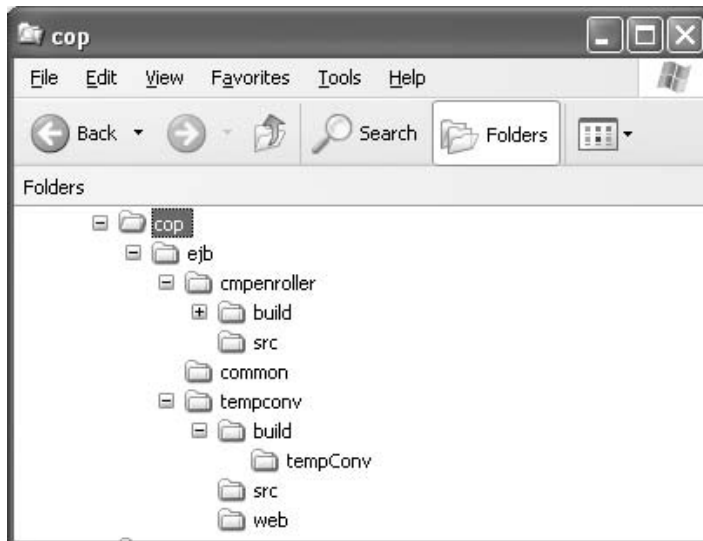 cop
File Edit View Favorites Tools Help
Back Search Folders
Folders
cop
ejb
cmpenroller
build
src
common
tempconv
build
tempConv
src
web